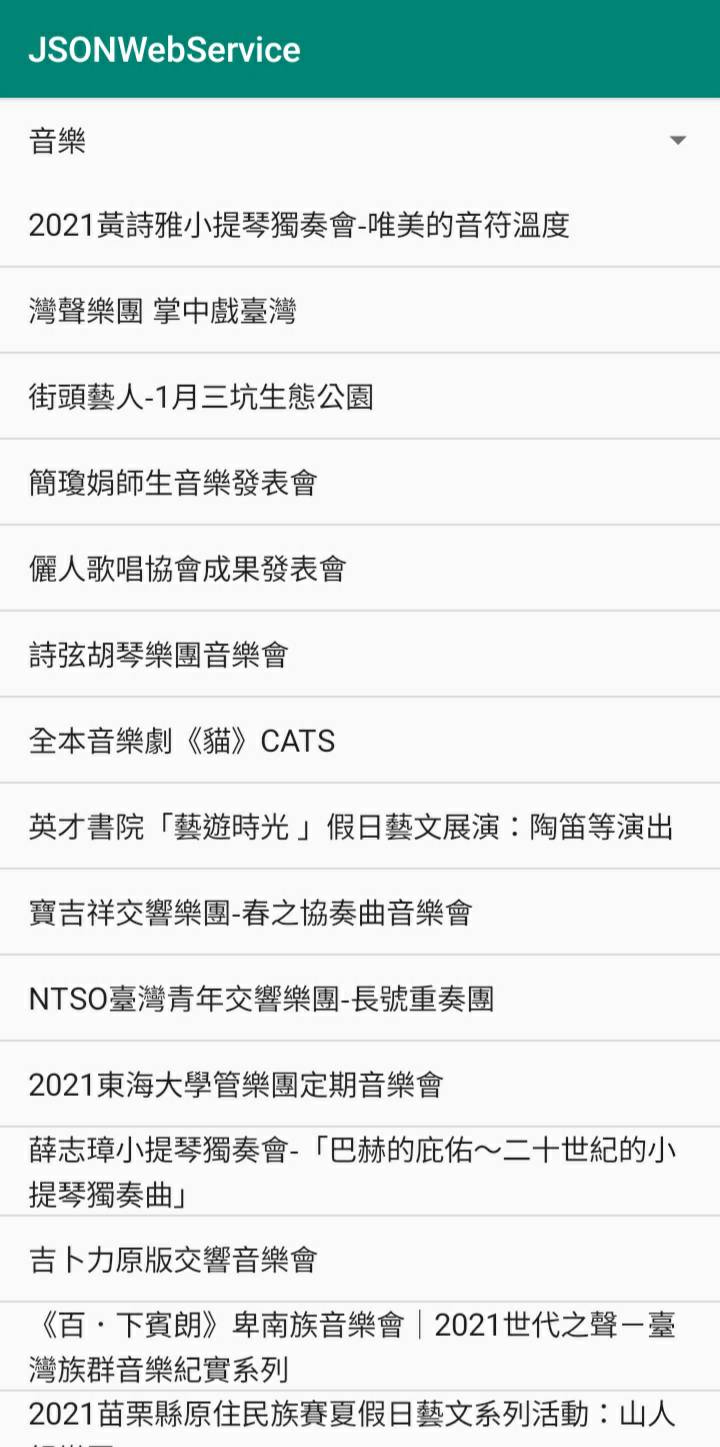 JSONWebService
音樂
2021黃詩雅小提琴獨奏會-唯美的音符溫度
灣聲樂團 掌中戲臺灣
街頭藝人-1月三坑生態公園
簡瓊娟師生音樂發表會
儷人歌唱協會成果發表會
詩弦胡琴樂團音樂會
全本音樂劇《貓》CATS
英才書院「藝遊時光 」假日藝文展演：陶笛等演出
寶吉祥交響樂團-春之協奏曲音樂會
NTSO臺灣青年交響樂團-長號重奏團
2021東海大學管樂團定期音樂會
薛志璋小提琴獨奏會-「巴赫的庇佑～二十世紀的小
提琴獨奏曲」
吉卜力原版交響音樂會
《百．下賓朗》卑南族音樂會｜2021世代之聲－臺
灣族群音樂紀實系列
2021苗栗縣原住民族賽夏假日藝文系列活動：山人